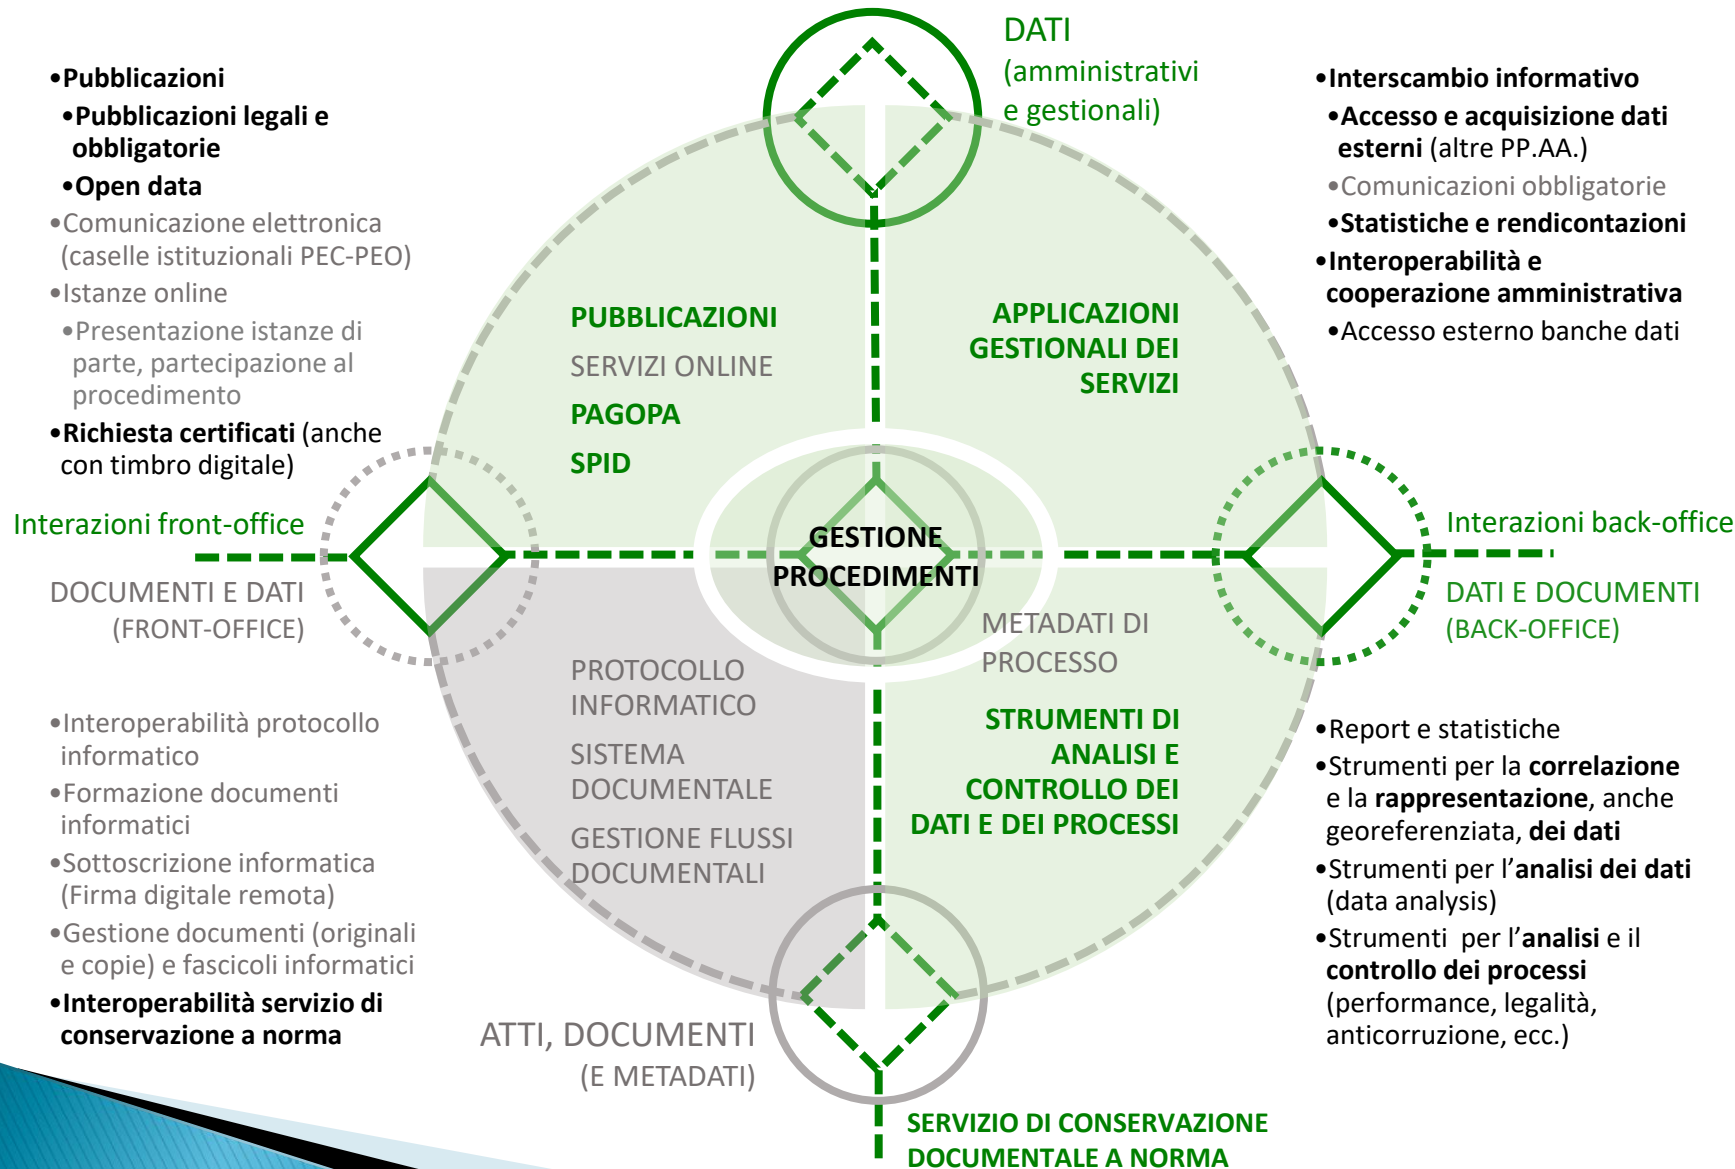 DATI
(amministrativi
e gestionali)
•Pubblicazioni
•Pubblicazioni legali e
obbligatorie
•Open data
•Comunicazione elettronica
(caselle istituzionali PEC-PEO)
•Istanze online
•Presentazione istanze di
parte, partecipazione al
procedimento
•Richiesta certificati (anche
con timbro digitale)
•Interscambio informativo
•Accesso e acquisizione dati
esterni (altre PP.AA.)
•Comunicazioni obbligatorie
•Statistiche e rendicontazioni
•Interoperabilità e
cooperazione amministrativa
•Accesso esterno banche dati
PUBBLICAZIONI
SERVIZI ONLINE
PAGOPA
SPID
APPLICAZIONI
GESTIONALI DEI
SERVIZI
Interazioni front-office
DOCUMENTI E DATI
(FRONT-OFFICE)
GESTIONE
PROCEDIMENTI
Interazioni back-office
DATI E DOCUMENTI
(BACK-OFFICE)
PROTOCOLLO
INFORMATICO
SISTEMA
DOCUMENTALE
GESTIONE FLUSSI
DOCUMENTALI
METADATI DI
PROCESSO
STRUMENTI DI
ANALISI E
CONTROLLO DEI
DATI E DEI PROCESSI
•Interoperabilità protocollo
informatico
•Formazione documenti
informatici
•Sottoscrizione informatica
(Firma digitale remota)
•Gestione documenti (originali
e copie) e fascicoli informatici
•Interoperabilità servizio di
conservazione a norma
•Report e statistiche
•Strumenti per la correlazione
e la rappresentazione, anche
georeferenziata, dei dati
•Strumenti per l'analisi dei dati
(data analysis)
•Strumenti per l'analisi e il
controllo dei processi
(performance, legalità,
anticorruzione, ecc.)
ATTI, DOCUMENTI
(E METADATI)
SERVIZIO DI CONSERVAZIONE
DOCUMENTALE A NORMA